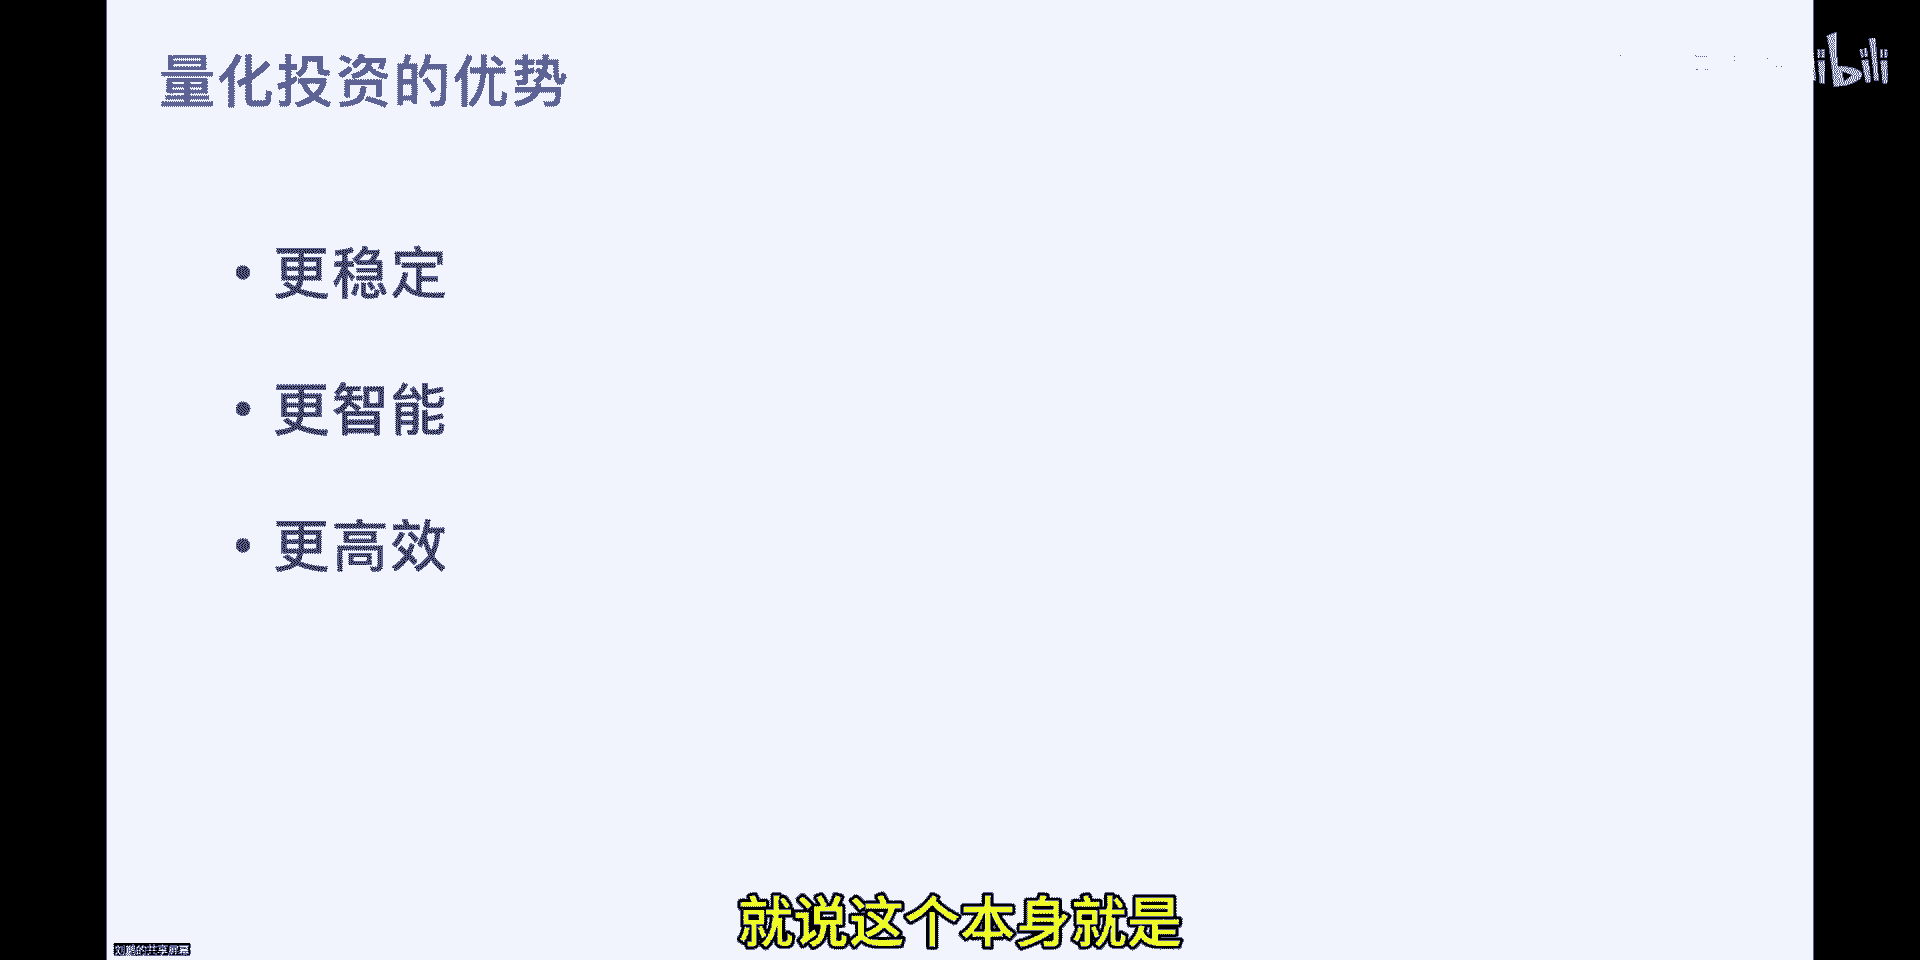 量化投资的优势
bilibili
• 更稳定
• 更智能
• 更高效
就说这个本身就是
刘鹏的共享屏幕